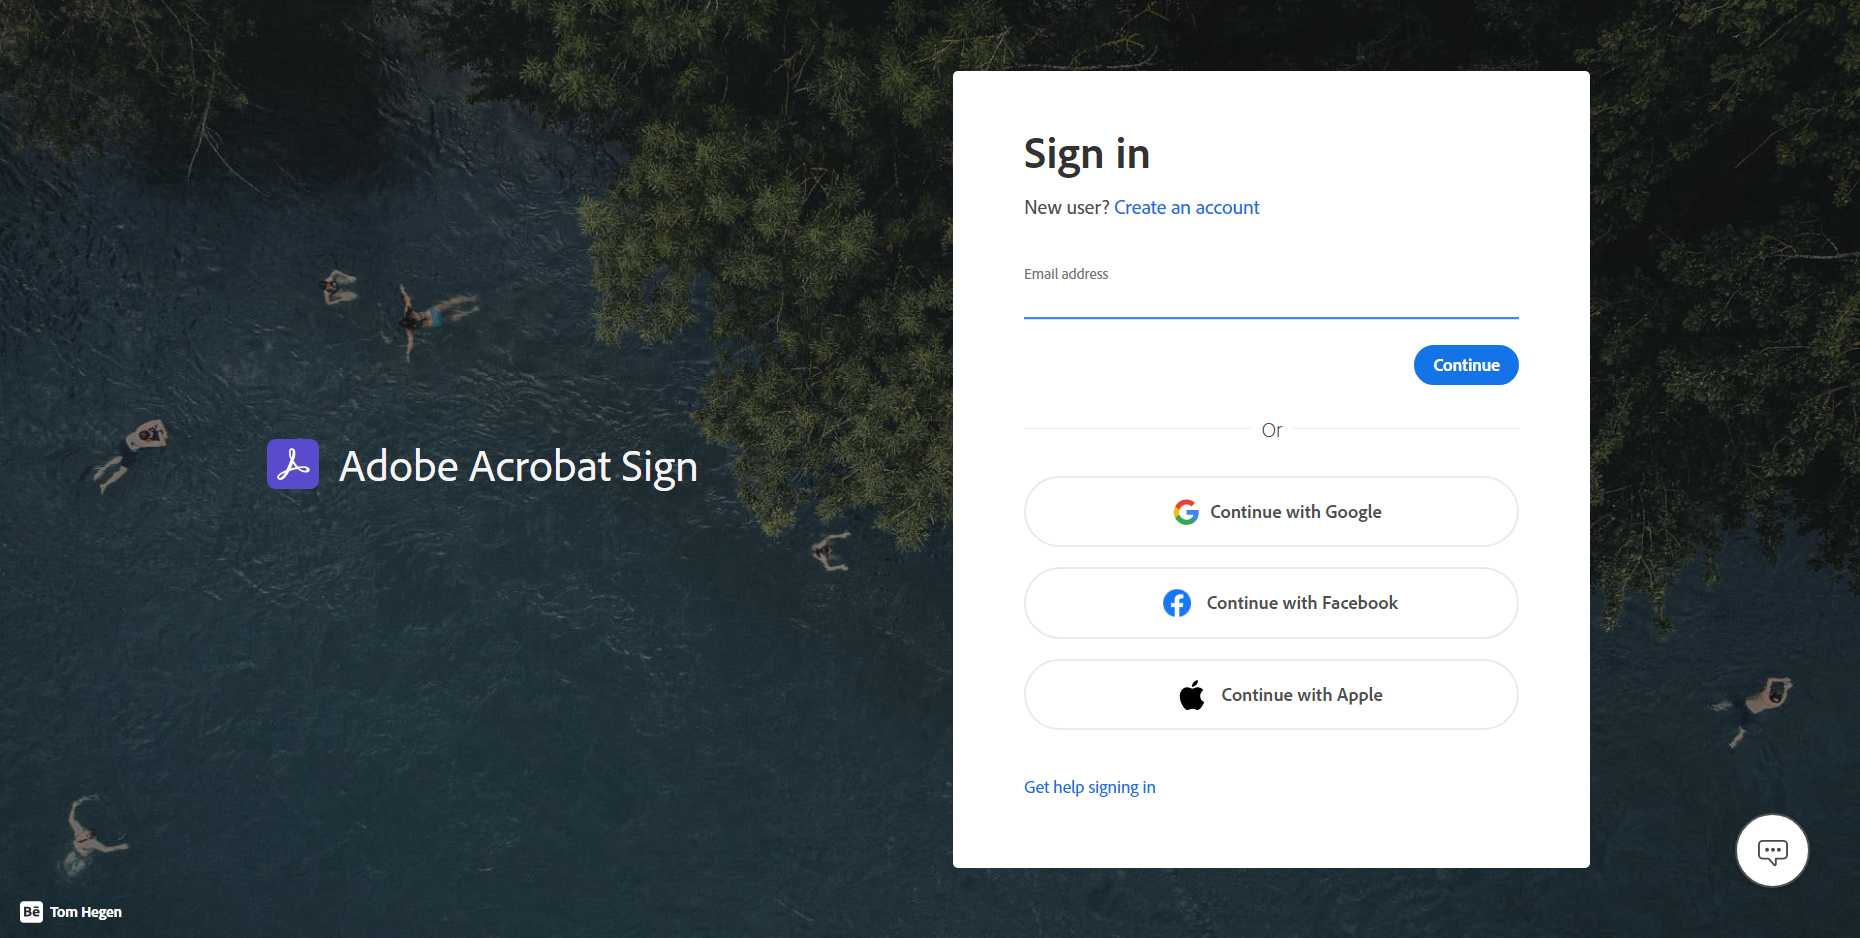 Adobe Acrobat Sign
Bē Tom Hegen
Sign in
New user? Create an account
Email address
Continue
Or
Continue with Google
Continue with Facebook
Continue with Apple
Get help signing in